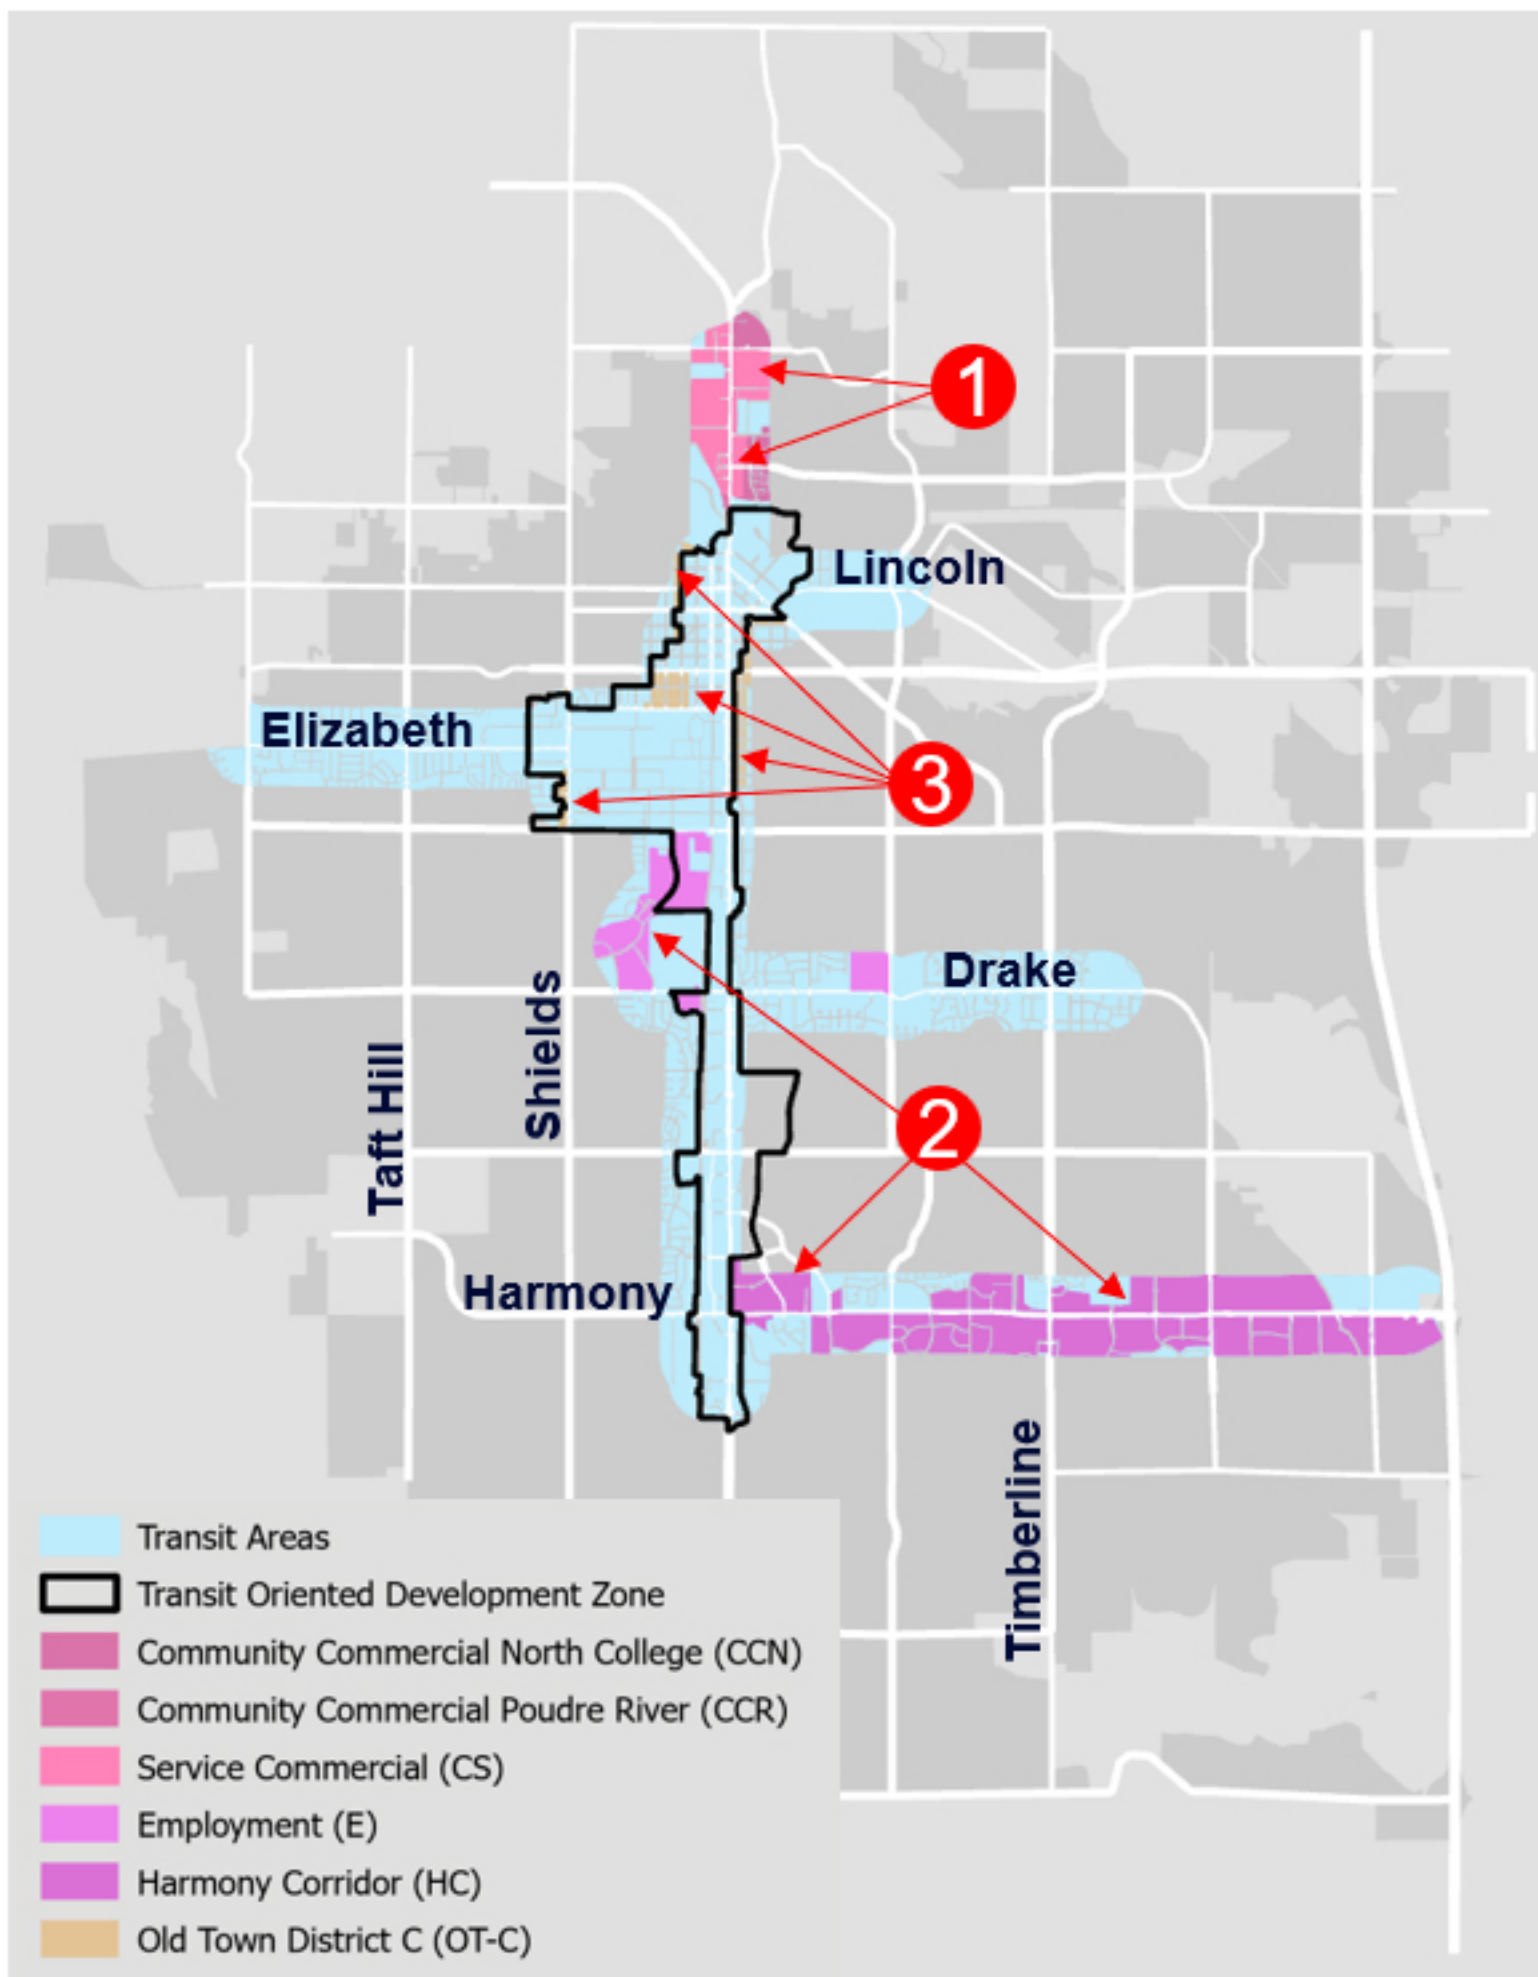 1
Lincoln
Elizabeth
3
Drake
Shields
Taft Hill
2
Harmony
Timberline
Transit Areas
Transit Oriented Development Zone
Community Commercial North College (CCN)
Community Commercial Poudre River (CCR)
Service Commercial (CS)
Employment (E)
Harmony Corridor (HC)
Old Town District C (OT-C)